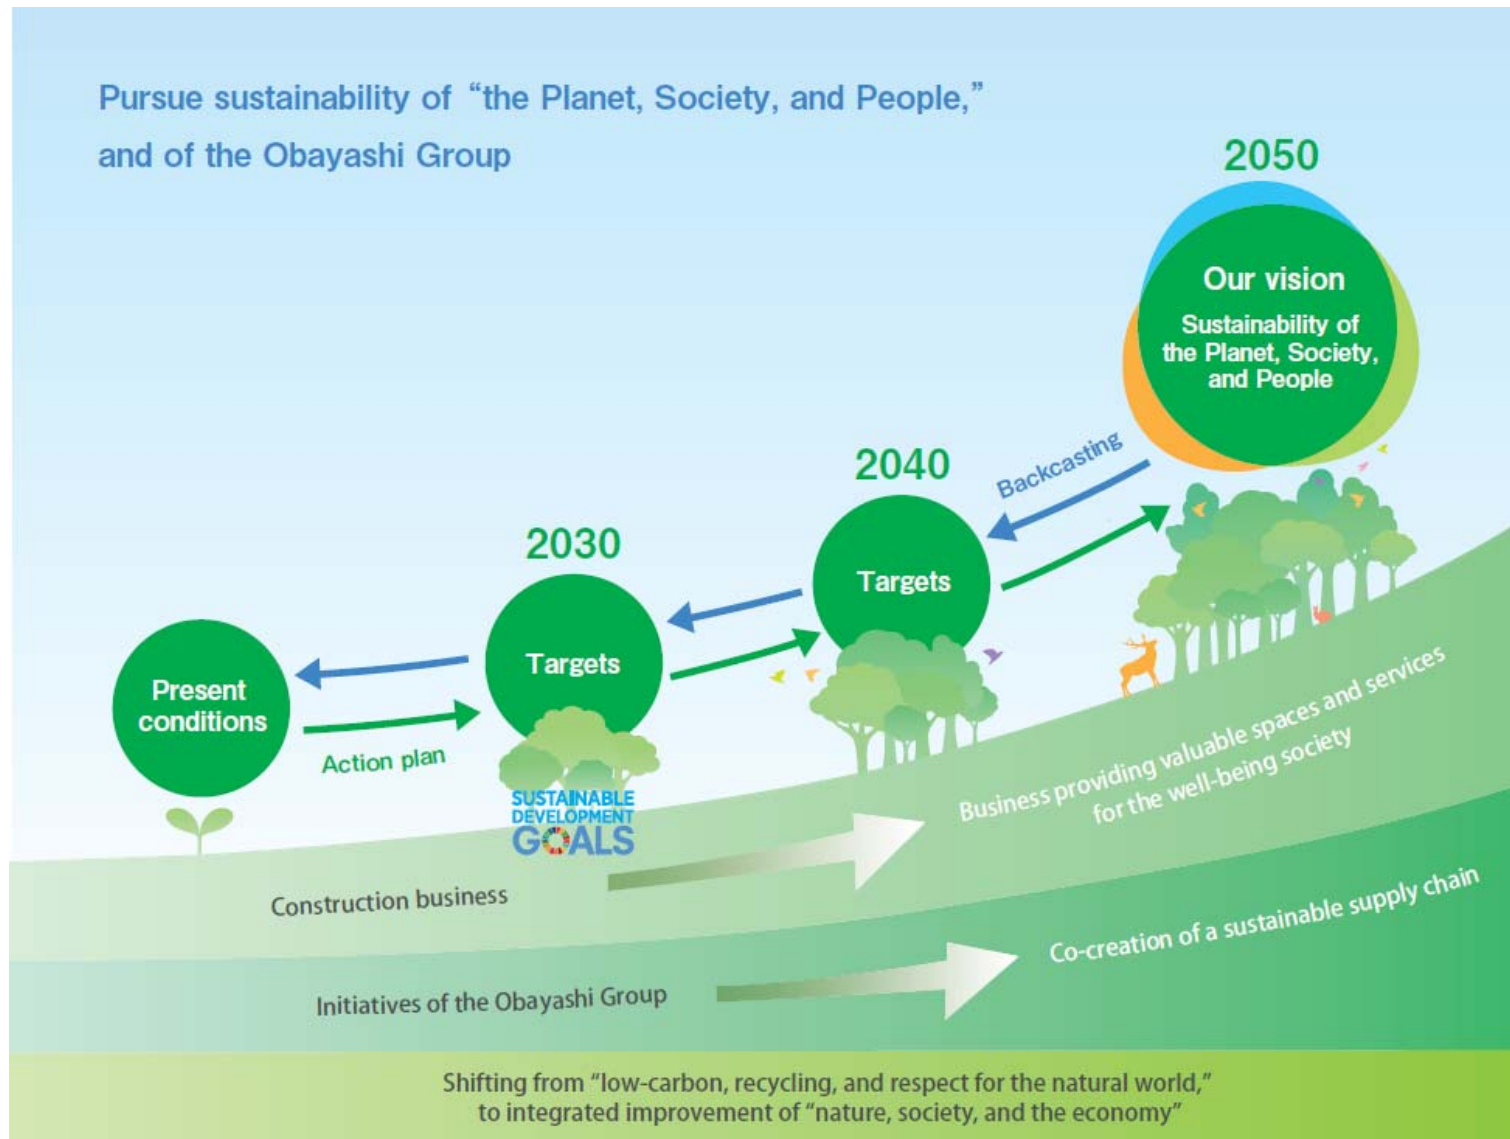 Pursue sustainability of “the Planet, Society, and People,”
and of the Obayashi Group
2050
Our vision
Sustainability of
the Planet, Society,
and People
Backcasting
2040
Targets
2030
Targets
Present
conditions
Action plan
SUSTAINABLE
DEVELOPMENT
GOALS
Business providing valuable spaces and services
for the well-being society
Construction business
Co-creation of a sustainable supply chain
Initiatives of the Obayashi Group
Shifting from “low-carbon, recycling, and respect for the natural world,”
to integrated improvement of “nature, society, and the economy”